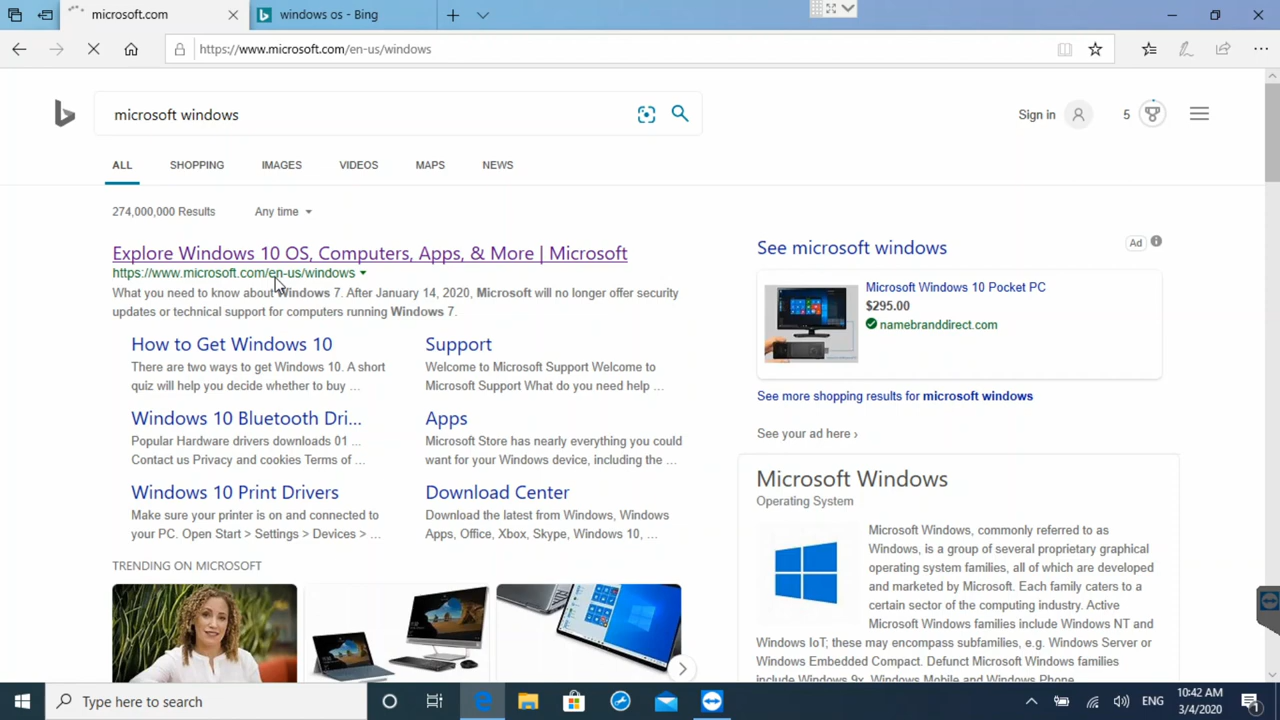 microsoft.com
windows os - Bing
https://www.microsoft.com/en-us/windows
microsoft windows
Sign in
5
ALL
SHOPPING
IMAGES
VIDEOS
MAPS
NEWS
274,000,000 Results
Any time
Explore Windows 10 OS, Computers, Apps, & More | Microsoft
https://www.microsoft.com/en-us/windows
What you need to know about Windows 7. After January 14, 2020, Microsoft will no longer offer security
updates or technical support for computers running Windows 7.
How to Get Windows 10
There are two ways to get Windows 10. A short
quiz will help you decide whether to buy ...
Support
Welcome to Microsoft Support Welcome to
Microsoft Support What do you need help ...
Windows 10 Bluetooth Dri...
Popular Hardware drivers downloads 01 ...
Contact us Privacy and cookies Terms of ...
Apps
Microsoft Store has nearly everything you could
want for your Windows device, including the ...
Windows 10 Print Drivers
Make sure your printer is on and connected to
your PC. Open Start > Settings > Devices > ...
Download Center
Download the latest from Windows, Windows
Apps, Office, Xbox, Skype, Windows 10, ...
TRENDING ON MICROSOFT
See microsoft windows
Ad
Microsoft Windows 10 Pocket PC
$295.00
namebranddirect.com
See more shopping results for microsoft windows
See your ad here ›
Microsoft Windows
Operating System
Microsoft Windows, commonly referred to as
Windows, is a group of several proprietary graphical
operating system families, all of which are developed
and marketed by Microsoft. Each family caters to a
certain sector of the computing industry. Active
Microsoft Windows families include Windows NT and
Windows IoT; these may encompass subfamilies, e.g. Windows Server or
Windows Embedded Compact. Defunct Microsoft Windows families
include Windows 9x, Windows Mobile and Windows Phone.
Type here to search
ENG
10:42 AM
3/4/2020
1